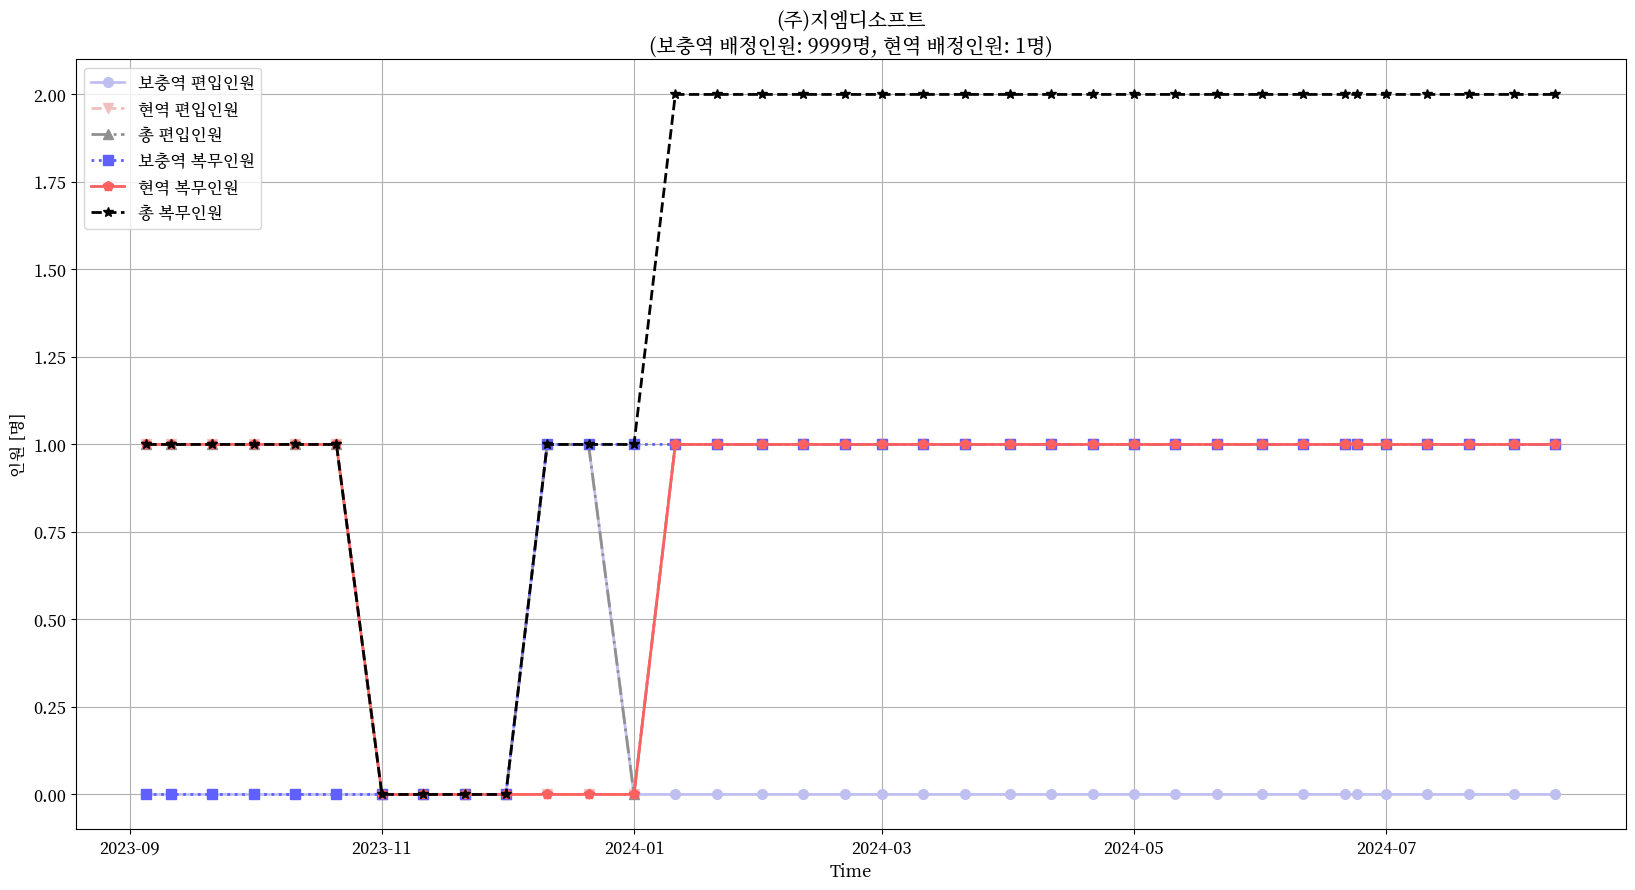 (주)지엠디소프트
(보충역 배정인원: 9999명, 현역 배정인원: 1명)
보충역 편입인원
현역 편입인원
총 편입인원
보충역 복무인원
현역 복무인원
총 복무인원
2.00
1.75
1.50
1.25
1.00
0.75
0.50
0.25
0.00
인원 [명]
2023-09
2023-11
2024-01
2024-03
2024-05
2024-07
Time